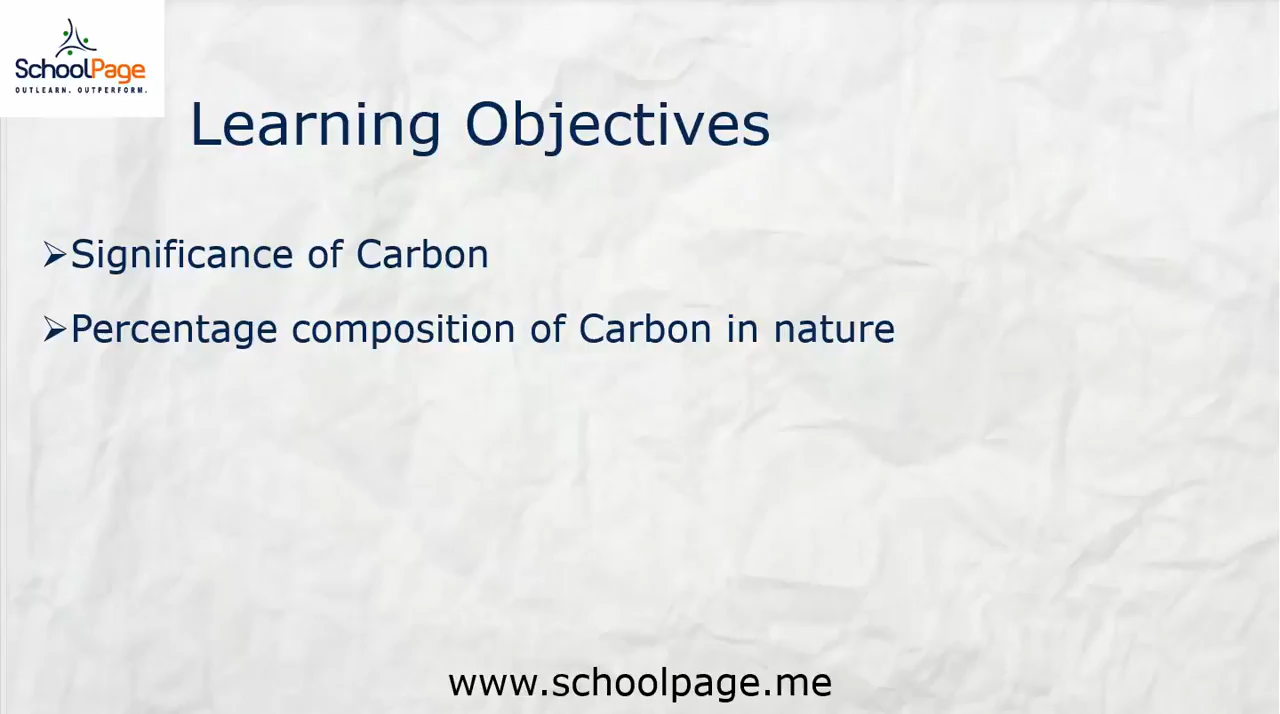 SchoolPage
OUTLEARN. OUTPERFORM.
Learning Objectives
➢Significance of Carbon
➢Percentage composition of Carbon in nature
www.schoolpage.me